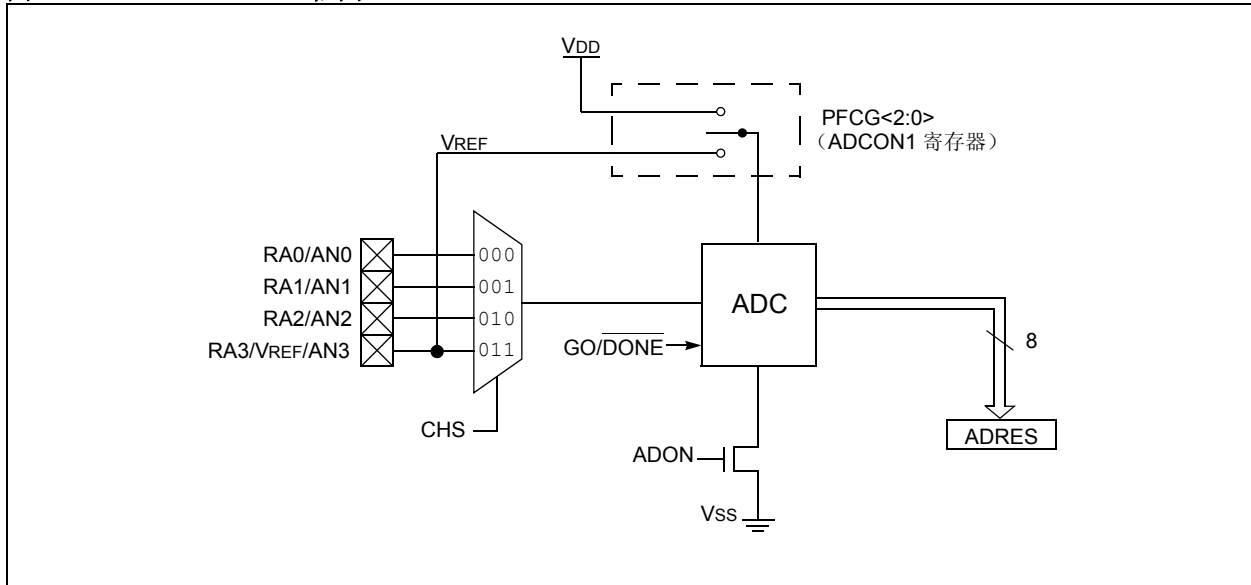 VDD
PFCG<2:0>
（ADCON1 寄存器）
VREF
RA0/AN0
000
RA1/AN1
001
ADC
RA2/AN2
010
RA3/VREF/AN3
011
GO/DONE
8
CHS
ADRES
ADON
VSS